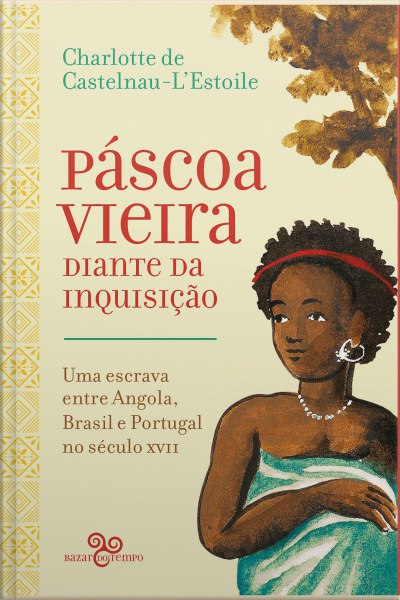 Charlotte de
Castelnau-L’Estoile
PÁSCOA
VIEIRA
DIANTE DA
INQUISIÇÃO
Uma escrava
entre Angola,
Brasil e Portugal
no século XVII
BAZAR DO TEMPO